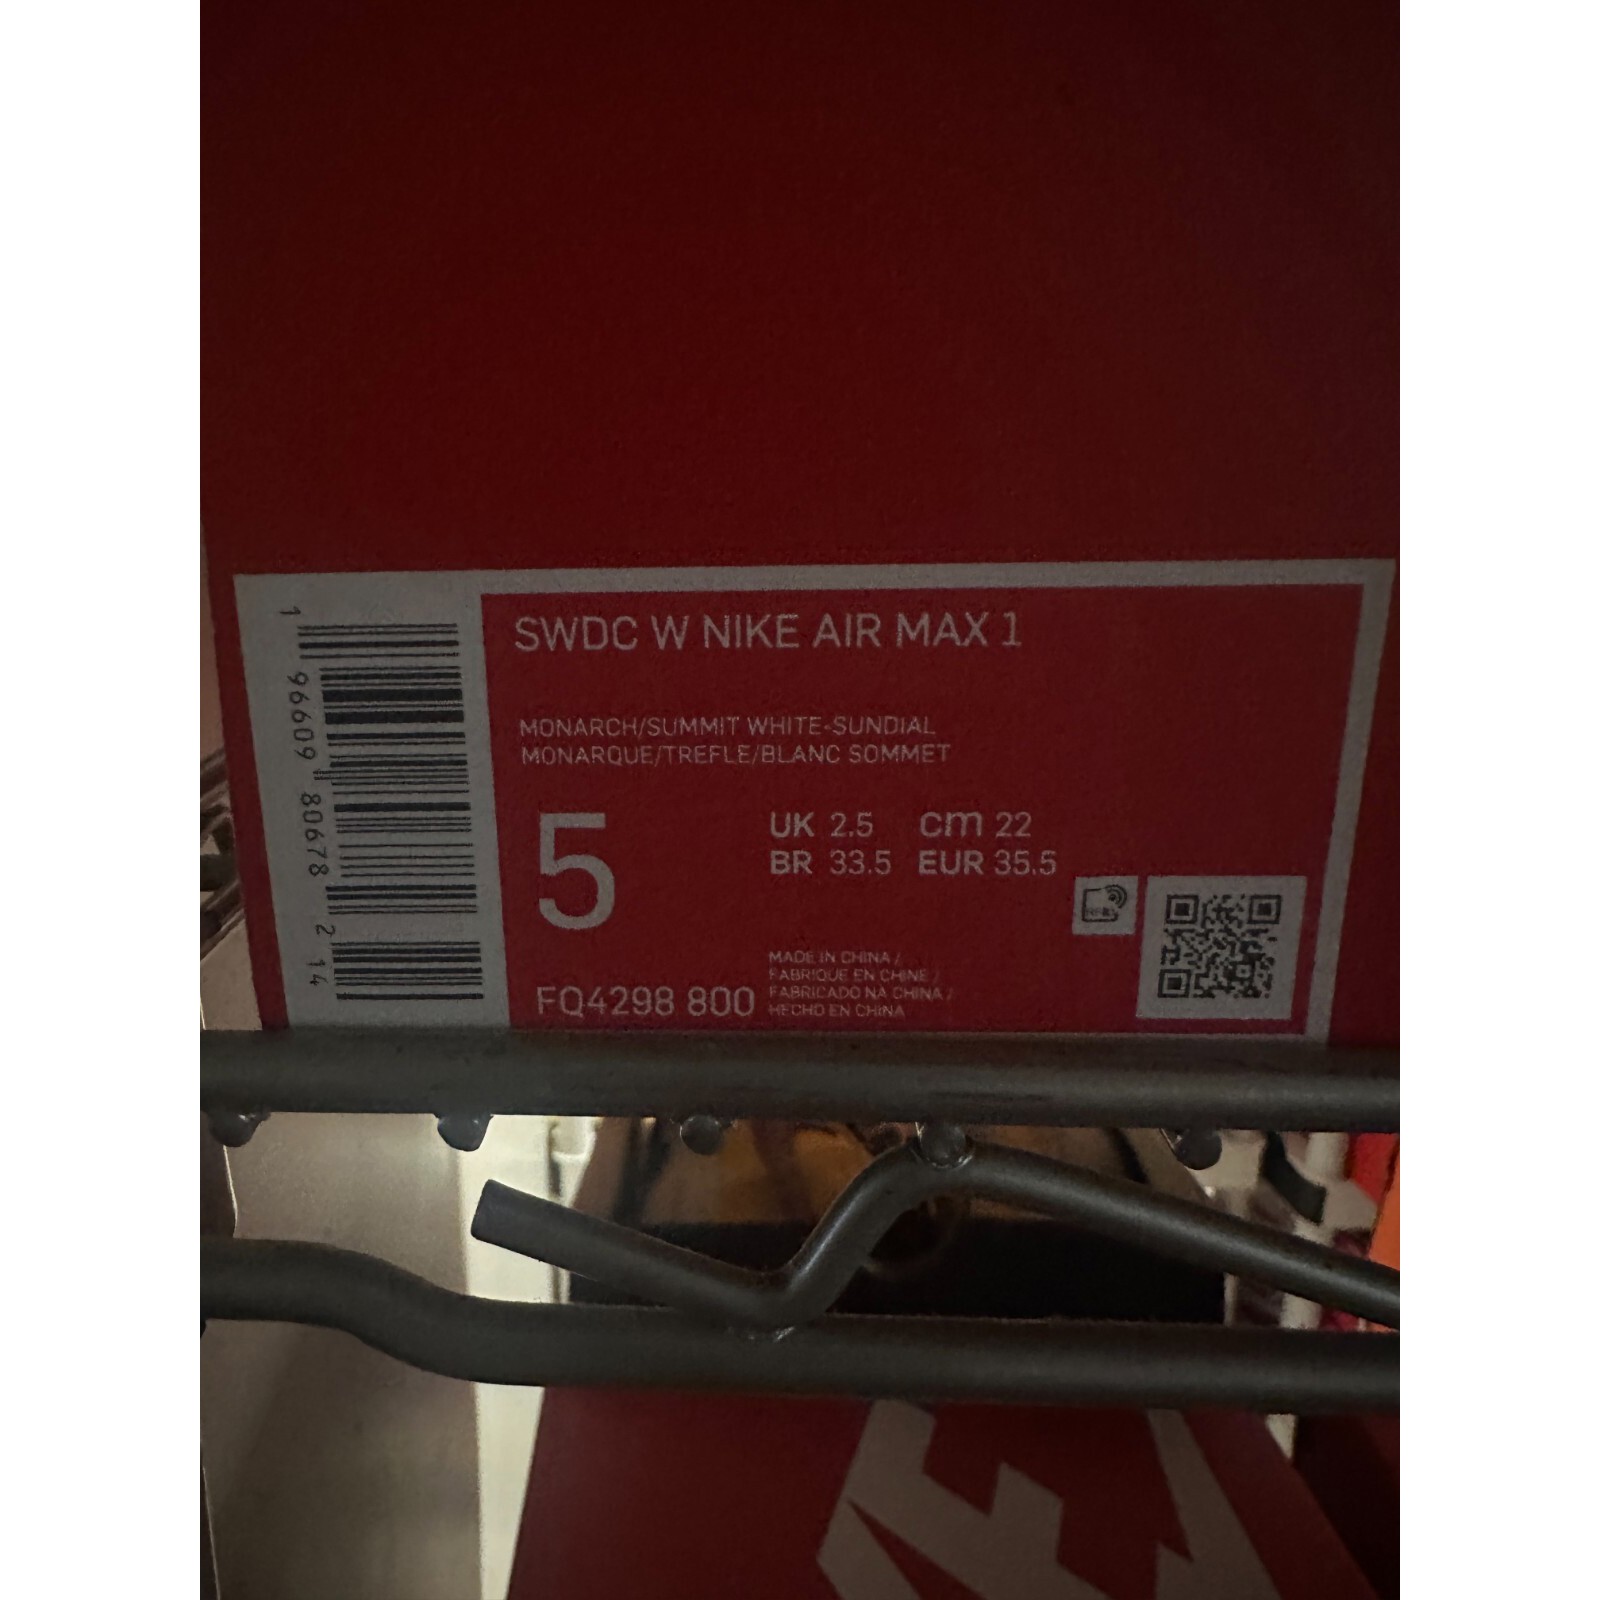 SWDC W NIKE AIR MAX 1
MONARCH/SUMMIT WHITE-SUNDIAL
MONARQUE/TREFLE/BLANC SOMMET
5
UK 2.5 cm 22
BR 33.5 EUR 35.5
FQ4298 800
MADE IN CHINA /
FABRIQUE EN CHINE /
FABRICADO NA CHINA /
HECHO EN CHINA
1 96609 80678 2 14